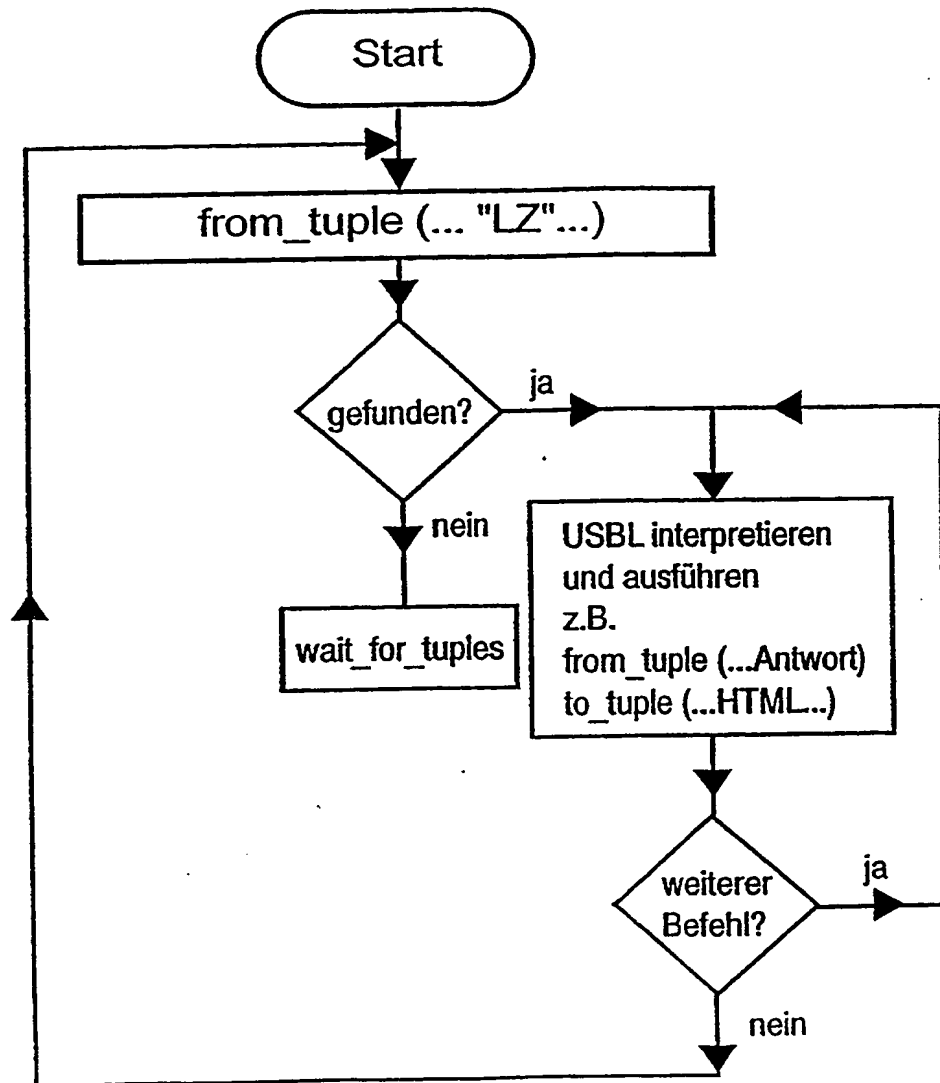 Start
from_tuple (... "LZ"...)
gefunden?
ja
nein
wait_for_tuples
USBL interpretieren
und ausführen
z.B.
from_tuple (...Antwort)
to_tuple (...HTML...)
weiterer
Befehl?
ja
nein